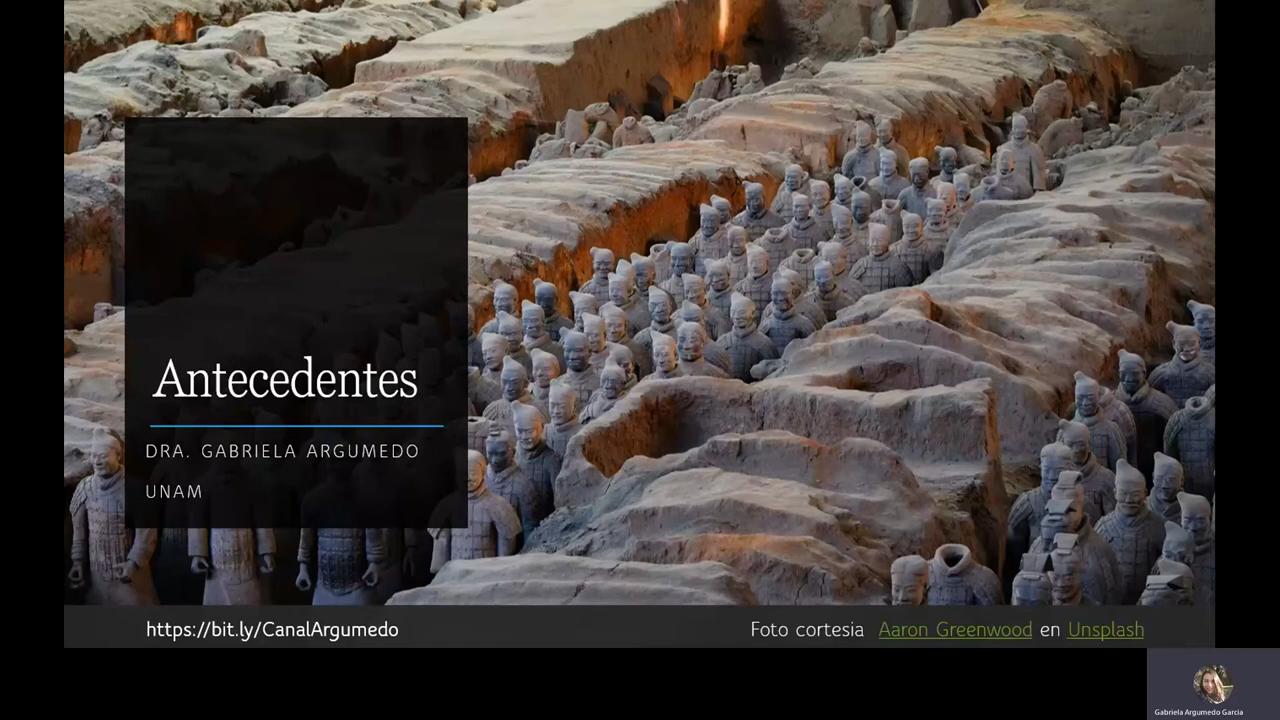 Antecedentes
DRA. GABRIELA ARGUMEDO
UNAM
https://bit.ly/CanalArgumedo
Foto cortesia Aaron Greenwood en Unsplash
Gabriela Argumedo Garcia